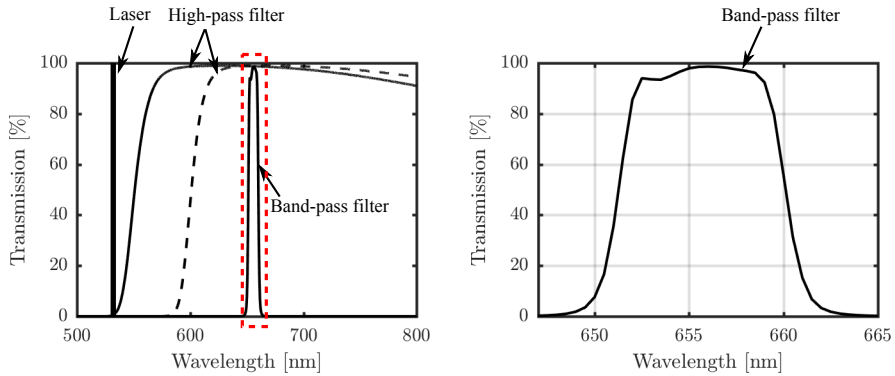 Laser
High-pass filter
Transmission [%]
100
80
60
40
20
0
Band-pass filter
500
600
700
800
Wavelength [nm]
Band-pass filter
Transmission [%]
100
80
60
40
20
0
650
655
660
665
Wavelength [nm]